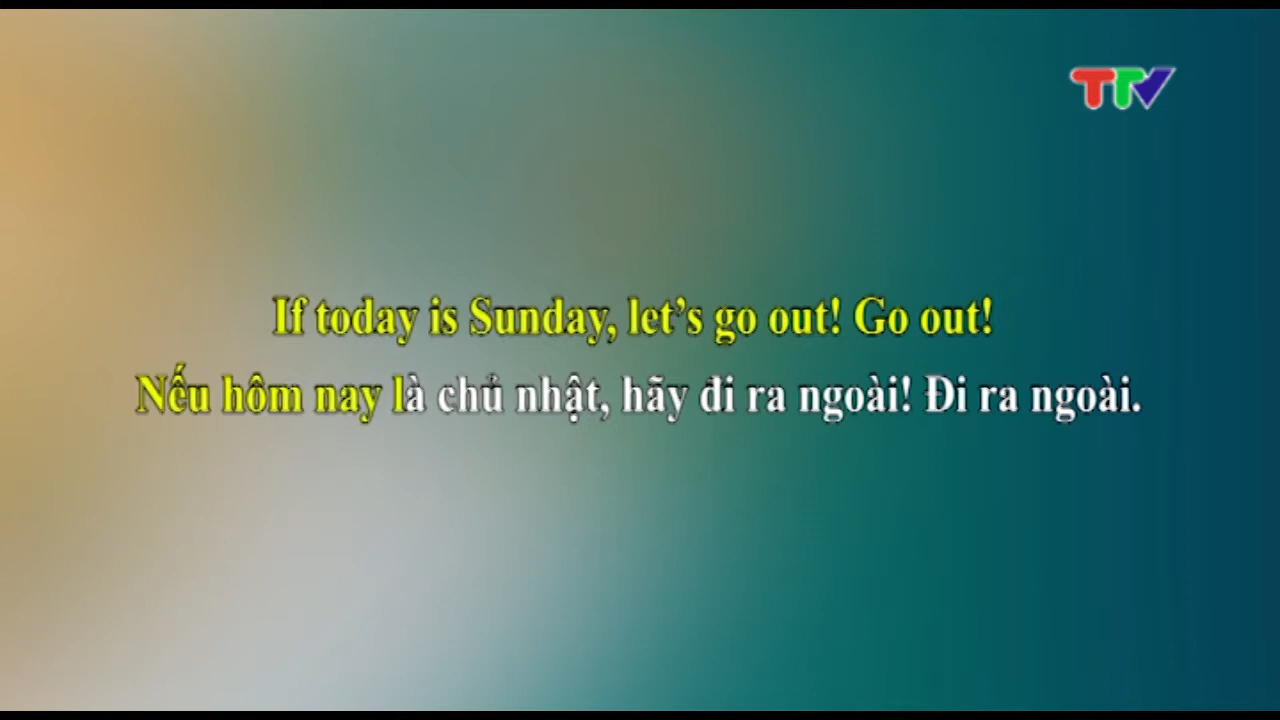 TTV
If today is Sunday, let’s go out! Go out!
Nếu hôm nay là chủ nhật, hãy đi ra ngoài! Đi ra ngoài.